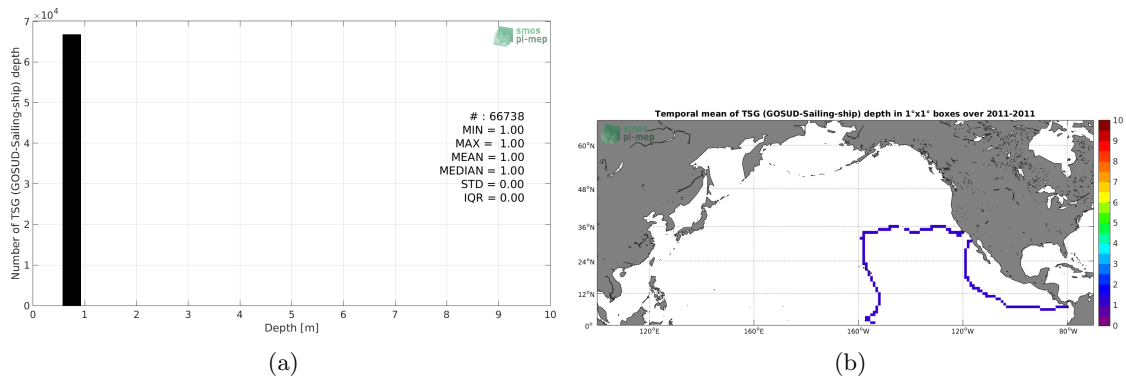 ×10⁴
7
6
5
4
3
2
1
0
Number of TSG (GOSUD-Sailing-ship) depth
smos
pi-mep
# : 66738
MIN = 1.00
MAX = 1.00
MEAN = 1.00
MEDIAN = 1.00
STD = 0.00
IQR = 0.00
0 1 2 3 4 5 6 7 8 9 10
Depth [m]
(a)
Temporal mean of TSG (GOSUD-Sailing-ship) depth in 1°x1° boxes over 2011-2011
smos
pi-mep
60°N
48°N
36°N
24°N
12°N
0°
120°E 160°E 160°W 120°W 80°W
10
9
8
7
6
5
4
3
2
1
0
(b)